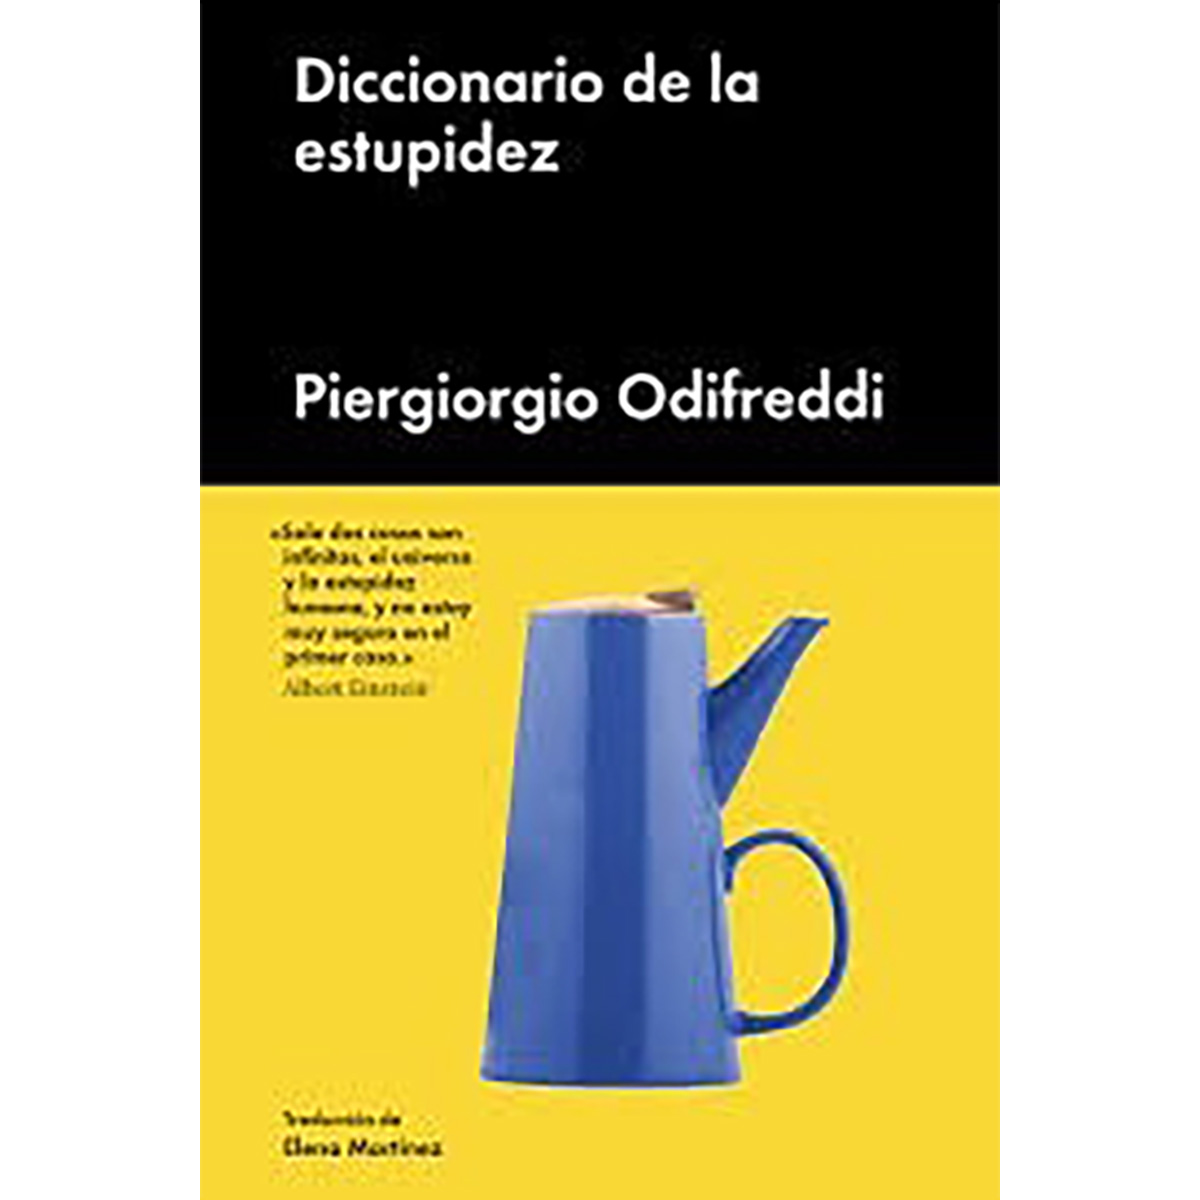 Diccionario de la
estupidez
Piergiorgio Odifreddi
«Solo dos cosas son
infinitas, el universo
y la estupidez
humana, y no estoy
muy seguro en el
primer caso.»
Albert Einstein
Traducción de
Elena Martínez